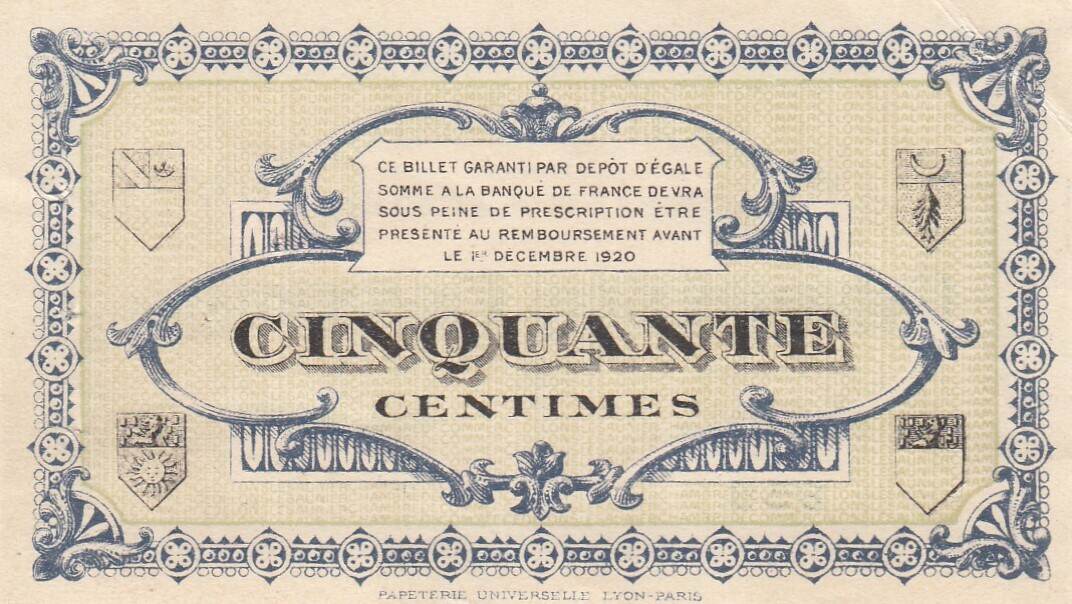 CE BILLET GARANTI PAR DEPÔT D'ÉGALE
SOMME A LA BANQUE DE FRANCE DEVRA
SOUS PEINE DE PRESCRIPTION ÊTRE
PRESENTÉ AU REMBOURSEMENT AVANT
LE 1ER DÉCEMBRE 1920
CINQUANTE
CENTIMES
PAPETERIE UNIVERSELLE LYON-PARIS